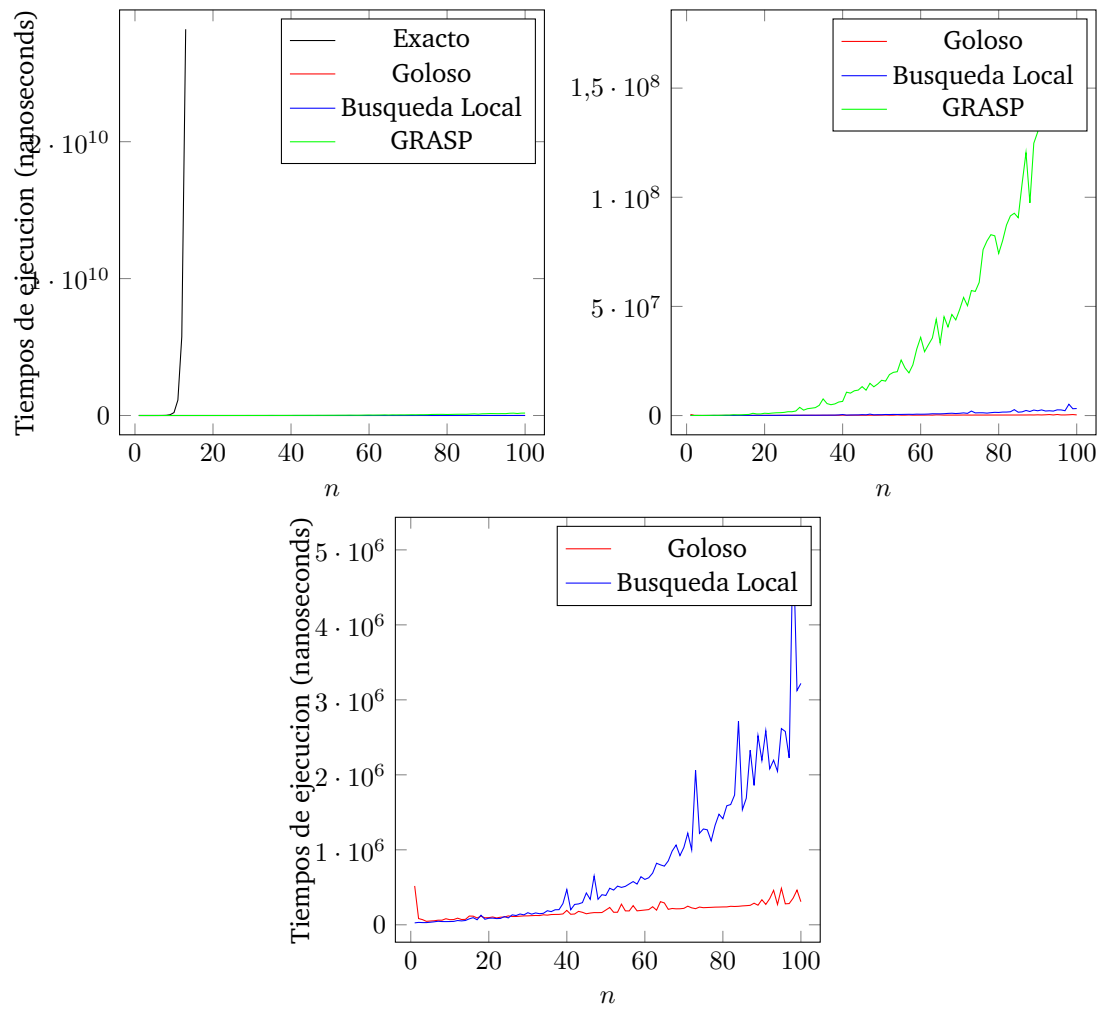 Tiempos de ejecucion (nanoseconds)
2 · 10^10
1 · 10^10
0
0 20 40 60 80 100
n
Exacto
Goloso
Busqueda Local
GRASP
1,5 · 10^8
1 · 10^8
5 · 10^7
0
0 20 40 60 80 100
n
Goloso
Busqueda Local
GRASP
Tiempos de ejecucion (nanoseconds)
5 · 10^6
4 · 10^6
3 · 10^6
2 · 10^6
1 · 10^6
0
0 20 40 60 80 100
n
Goloso
Busqueda Local